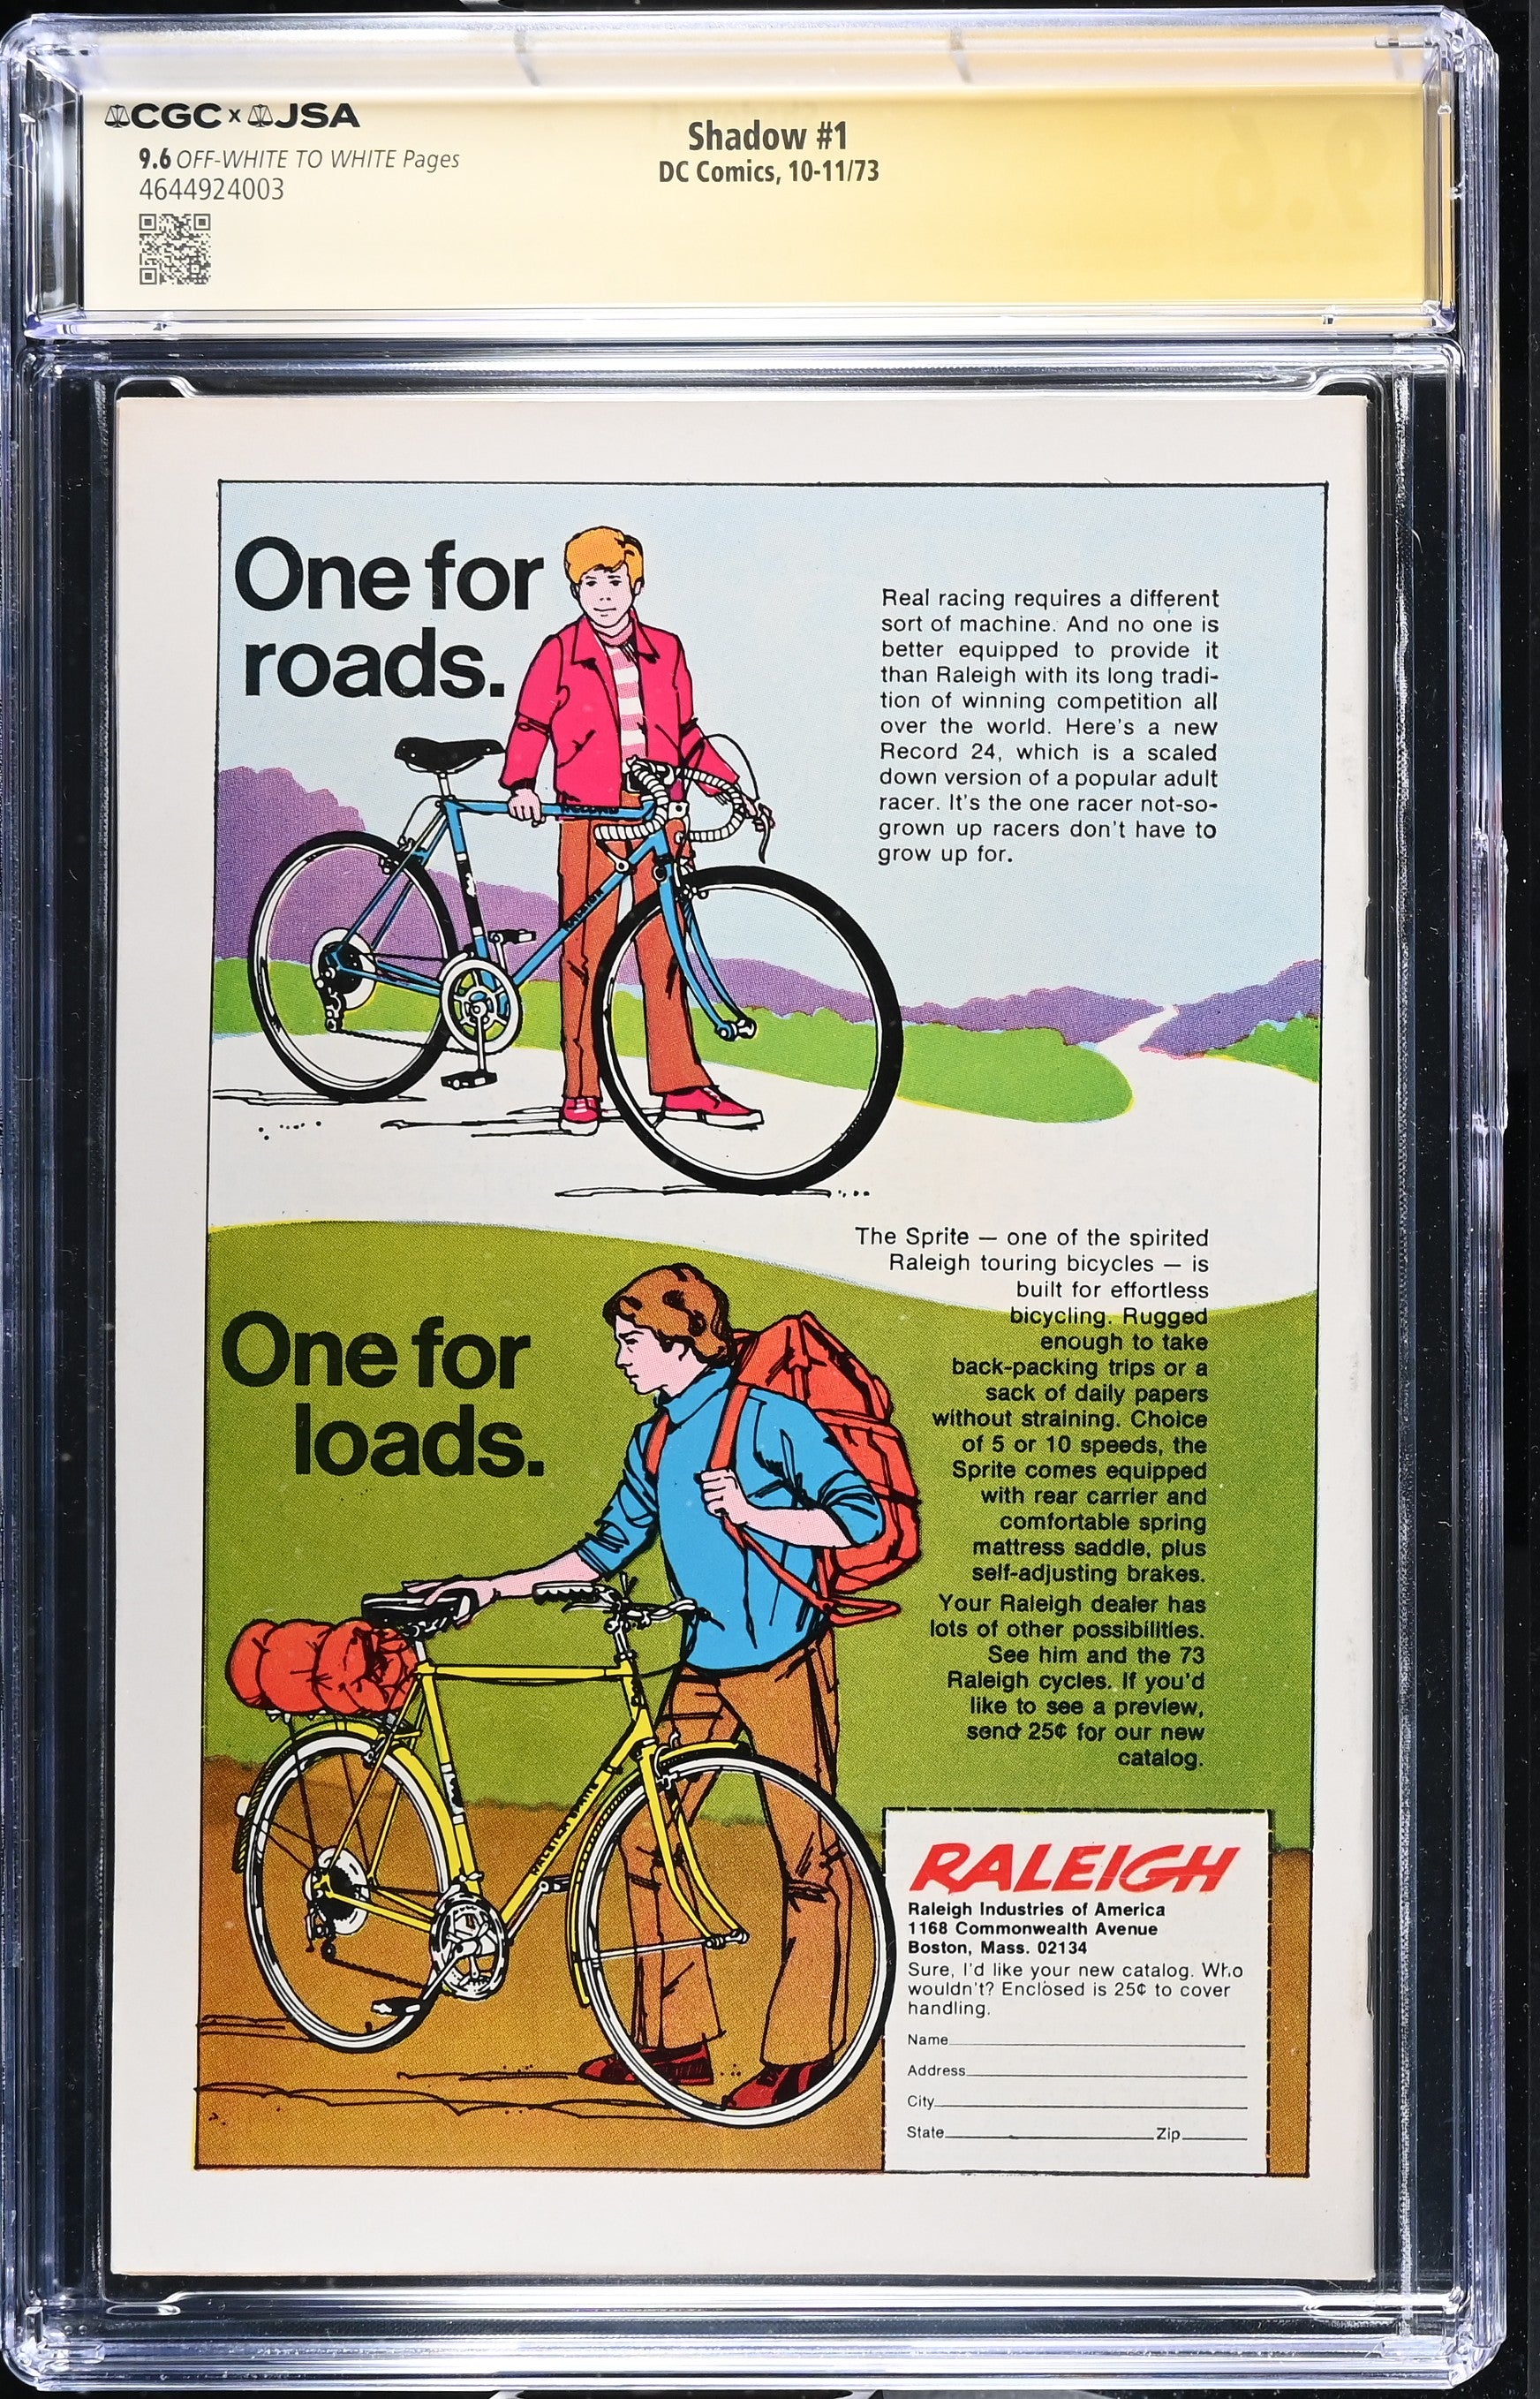 CGC x JSA
9.6 OFF-WHITE TO WHITE Pages
4644924003
Shadow #1
DC Comics, 10-11/73
One for
roads.
Real racing requires a different
sort of machine. And no one is
better equipped to provide it
than Raleigh with its long tradi-
tion of winning competition all
over the world. Here's a new
Record 24, which is a scaled
down version of a popular adult
racer. It's the one racer not-so-
grown up racers don't have to
grow up for.
RECORD
RALEIGH
The Sprite — one of the spirited
Raleigh touring bicycles — is
built for effortless
bicycling. Rugged
enough to take
back-packing trips or a
sack of daily papers
without straining. Choice
of 5 or 10 speeds, the
Sprite comes equipped
with rear carrier and
comfortable spring
mattress saddle, plus
self-adjusting brakes.
Your Raleigh dealer has
lots of other possibilities.
See him and the 73
Raleigh cycles. If you'd
like to see a preview,
send 25¢ for our new
catalog.
One for
loads.
RALEIGH SPRITE
RALEIGH
Raleigh Industries of America
1168 Commonwealth Avenue
Boston, Mass. 02134
Sure, I'd like your new catalog. Who
wouldn't? Enclosed is 25¢ to cover
handling.
Name
Address
City
State Zip